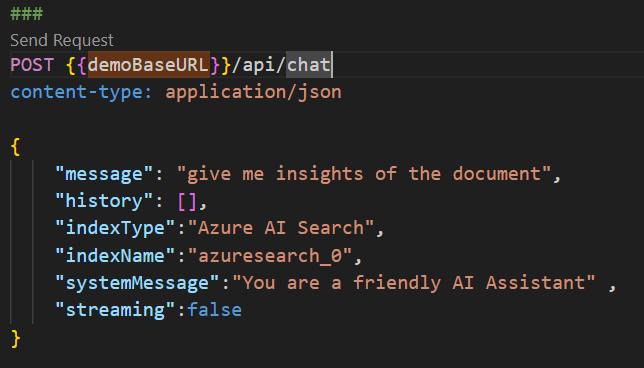 ###
Send Request
POST {{demoBaseURL}}/api/chat
content-type: application/json
{
"message": "give me insights of the document",
"history": [],
"indexType":"Azure AI Search",
"indexName":"azuresearch_0",
"systemMessage":"You are a friendly AI Assistant" ,
"streaming":false
}